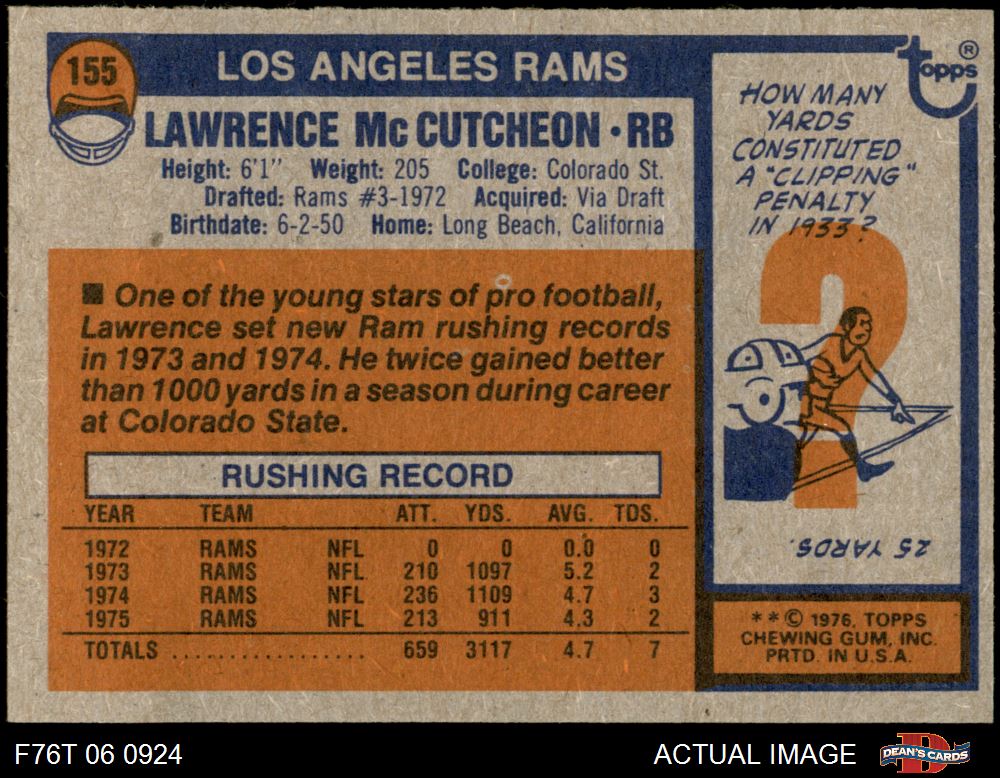 155
LOS ANGELES RAMS
LAWRENCE McCUTCHEON • RB
Height: 6'1" Weight: 205 College: Colorado St.
Drafted: Rams #3-1972 Acquired: Via Draft
Birthdate: 6-2-50 Home: Long Beach, California
■ One of the young stars of pro football,
Lawrence set new Ram rushing records
in 1973 and 1974. He twice gained better
than 1000 yards in a season during career
at Colorado State.
RUSHING RECORD
YEAR TEAM ATT. YDS. AVG. TDS.
1972 RAMS NFL 0 0 0.0 0
1973 RAMS NFL 210 1097 5.2 2
1974 RAMS NFL 236 1109 4.7 3
1975 RAMS NFL 213 911 4.3 2
TOTALS .................. 659 3117 4.7 7
topps ®
HOW MANY
YARDS
CONSTITUTED
A "CLIPPING"
PENALTY
IN 1933?
25 YARDS.
**© 1976, TOPPS
CHEWING GUM, INC.
PRTD. IN U.S.A.
F76T 06 0924
ACTUAL IMAGE
D
DEAN'S CARDS